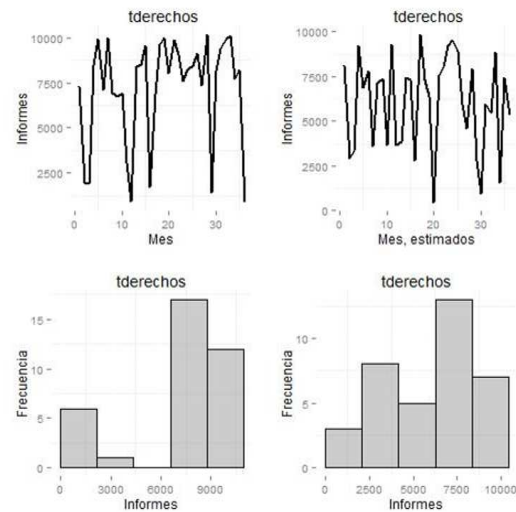 tderechos
10000
7500
5000
2500
Informes
0 10 20 30
Mes
tderechos
10000
7500
5000
2500
0
Informes
0 10 20 30
Mes, estimados
tderechos
15
10
5
0
Frecuencia
0 3000 6000 9000
Informes
tderechos
10
5
0
Frecuencia
0 2500 5000 7500 10000
Informes